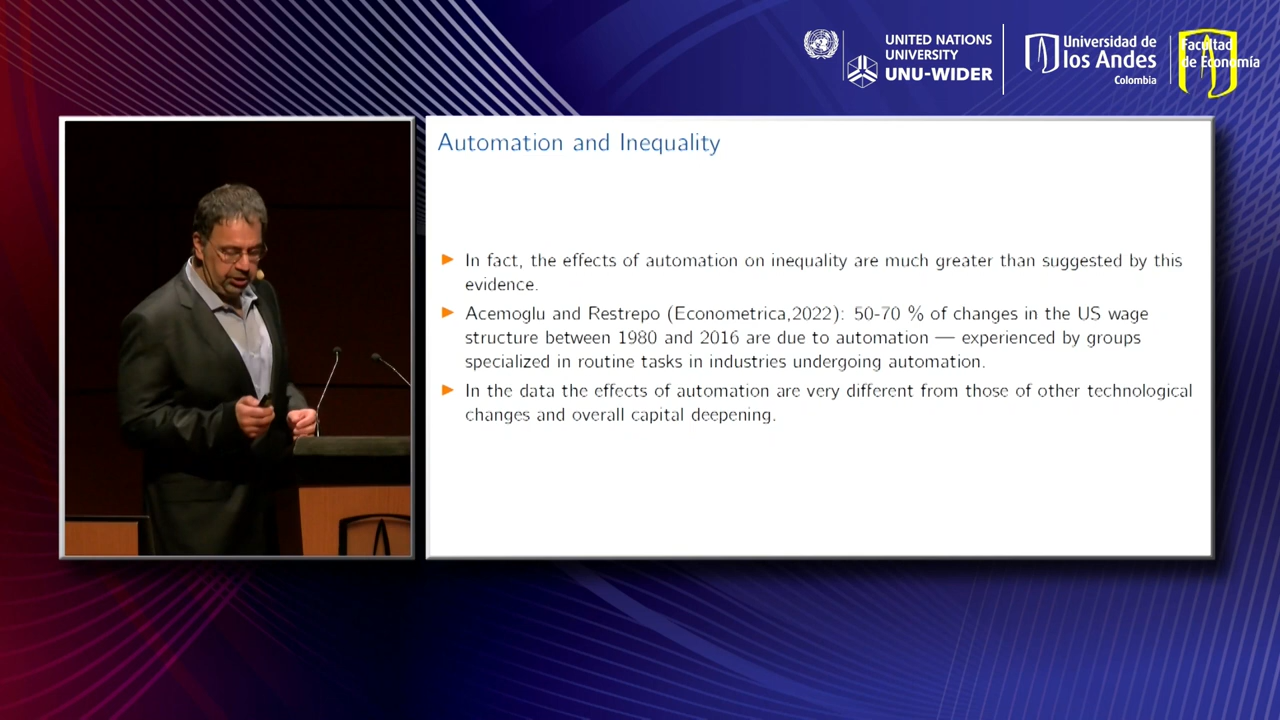 UNITED NATIONS
UNIVERSITY
UNU-WIDER
Universidad de
los Andes
Colombia
Facultad
de Economía
Automation and Inequality
In fact, the effects of automation on inequality are much greater than suggested by this
evidence.
Acemoglu and Restrepo (Econometrica,2022): 50-70 % of changes in the US wage
structure between 1980 and 2016 are due to automation — experienced by groups
specialized in routine tasks in industries undergoing automation.
In the data the effects of automation are very different from those of other technological
changes and overall capital deepening.